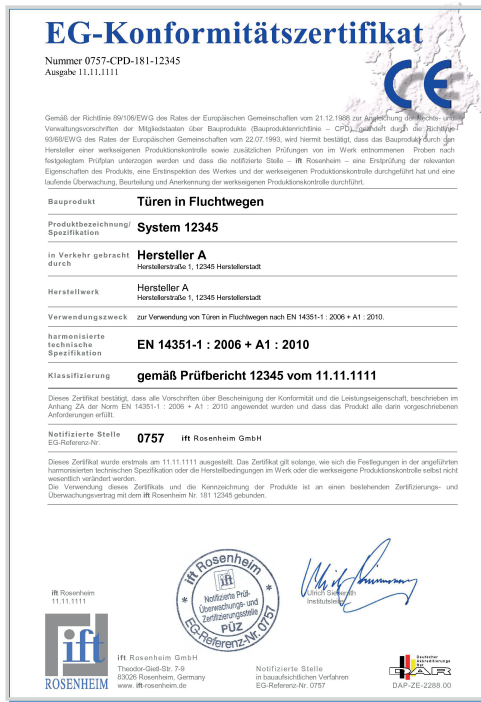 EG-Konformitätszertifikat
Nummer 0757-CPD-181-12345
Ausgabe 11.11.1111
CE
Gemäß der Richtlinie 89/106/EWG des Rates der Europäischen Gemeinschaften vom 21.12.1988 zur Angleichung der Rechts- und
Verwaltungsvorschriften der Mitgliedstaaten über Bauprodukte (Bauproduktenrichtlinie – CPD), geändert durch die Richtlinie
93/68/EWG des Rates der Europäischen Gemeinschaften vom 22.07.1993, wird hiermit bestätigt, dass das Bauprodukt durch den
Hersteller einer werkseigenen Produktionskontrolle sowie zusätzlichen Prüfungen von im Werk entnommenen Proben nach
festgelegtem Prüfplan unterzogen werden und dass die notifizierte Stelle – ift Rosenheim – eine Erstprüfung der relevanten
Eigenschaften des Produkts, eine Erstinspektion des Werkes und der werkseigenen Produktionskontrolle durchgeführt hat und eine
laufende Überwachung, Beurteilung und Anerkennung der werkseigenen Produktionskontrolle durchführt.
Bauprodukt Türen in Fluchtwegen
Produktbezeichnung/
Spezifikation System 12345
in Verkehr gebracht
durch Hersteller A
Herstellerstraße 1, 12345 Herstellerstadt
Herstellwerk Hersteller A
Herstellerstraße 1, 12345 Herstellerstadt
Verwendungszweck zur Verwendung von Türen in Fluchtwegen nach EN 14351-1 : 2006 + A1 : 2010.
harmonisierte
technische
Spezifikation EN 14351-1 : 2006 + A1 : 2010
Klassifizierung gemäß Prüfbericht 12345 vom 11.11.1111
Dieses Zertifikat bestätigt, dass alle Vorschriften über Bescheinigung der Konformität und die Leistungseigenschaft, beschrieben im
Anhang ZA der Norm EN 14351-1 : 2006 + A1 : 2010 angewendet wurden und dass das Produkt alle darin vorgeschriebenen
Anforderungen erfüllt.
Notifizierte Stelle
EG-Referenz-Nr. 0757 ift Rosenheim GmbH
Dieses Zertifikat wurde erstmals am 11.11.1111 ausgestellt. Das Zertifikat gilt solange, wie sich die Festlegungen in der angeführten
harmonisierten technischen Spezifikation oder die Herstellbedingungen im Werk oder die werkseigene Produktionskontrolle selbst nicht
wesentlich verändert werden.
Die Verwendung dieses Zertifikats und die Kennzeichnung der Produkte ist an einen bestehenden Zertifizierungs- und
Überwachungsvertrag mit dem ift Rosenheim Nr. 181 12345 gebunden.
ift Rosenheim
11.11.1111
ift Rosenheim
ift
Notifizierte Prüf-
Überwachungs- und
Zertifizierungsstelle
PÜZ
EG-Referenz-Nr. 0757
Ulrich Sieberath
Institutsleiter
ift
ROSENHEIM
ift Rosenheim GmbH
Theodor-Gietl-Str. 7-9
83026 Rosenheim, Germany
www. ift-rosenheim.de
Notifizierte Stelle
in bauaufsichtlichen Verfahren
EG-Referenz-Nr. 0757
Deutscher
Akkreditierungs
Rat
DAR
DAP-ZE-2288.00